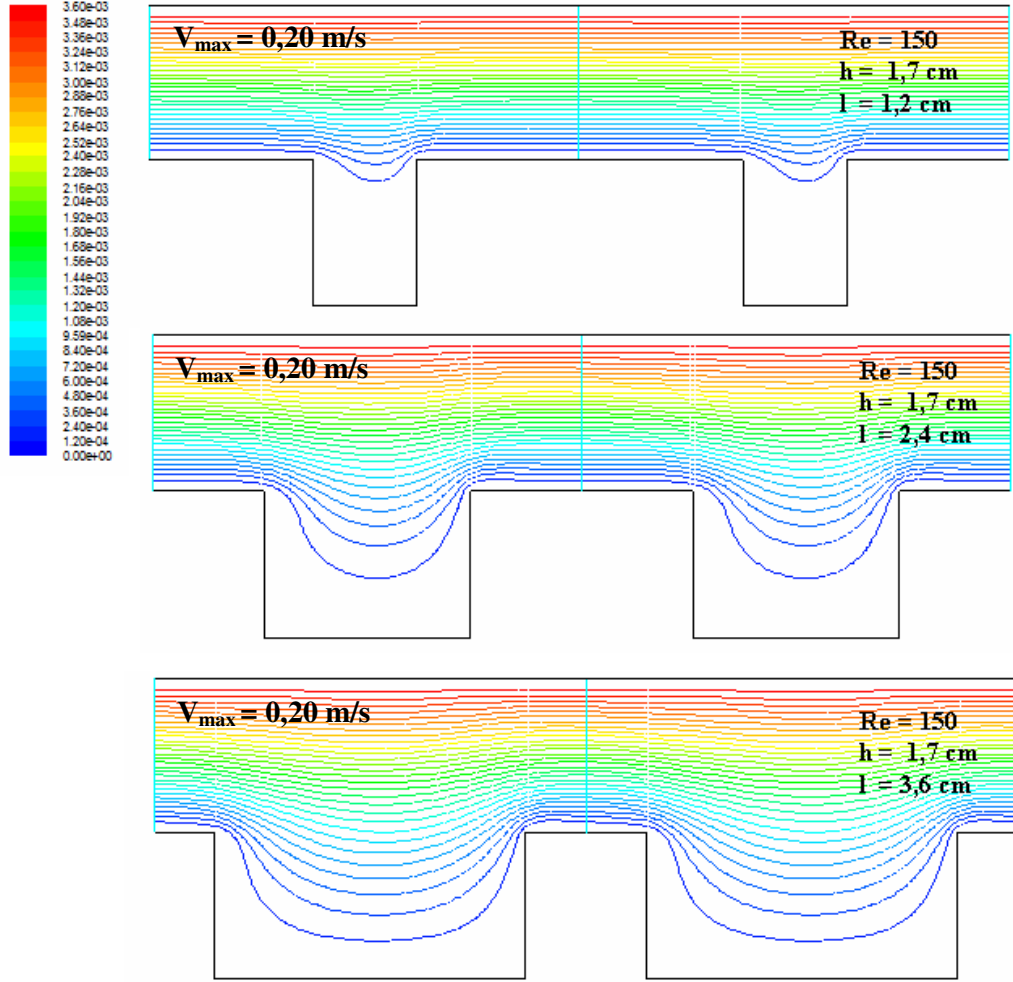 3.60e-03
3.48e-03
3.36e-03
3.24e-03
3.12e-03
3.00e-03
2.88e-03
2.76e-03
2.64e-03
2.52e-03
2.40e-03
2.28e-03
2.16e-03
2.04e-03
1.92e-03
1.80e-03
1.68e-03
1.56e-03
1.44e-03
1.32e-03
1.20e-03
1.08e-03
9.59e-04
8.40e-04
7.20e-04
6.00e-04
4.80e-04
3.60e-04
2.40e-04
1.20e-04
0.00e+00
Vmax = 0,20 m/s
Re = 150
h = 1,7 cm
l = 1,2 cm
Vmax = 0,20 m/s
Re = 150
h = 1,7 cm
l = 2,4 cm
Vmax = 0,20 m/s
Re = 150
h = 1,7 cm
l = 3,6 cm